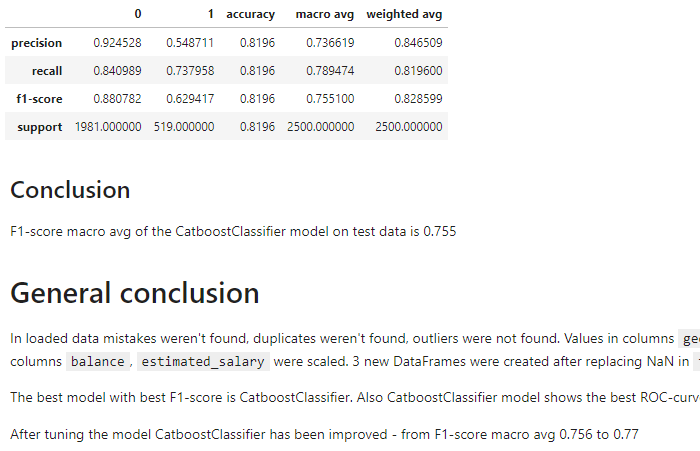 0 1 accuracy macro avg weighted avg
precision 0.924528 0.548711 0.8196 0.736619 0.846509
recall 0.840989 0.737958 0.8196 0.789474 0.819600
f1-score 0.880782 0.629417 0.8196 0.755100 0.828599
support 1981.000000 519.000000 0.8196 2500.000000 2500.000000
Conclusion
F1-score macro avg of the CatboostClassifier model on test data is 0.755
General conclusion
In loaded data mistakes weren't found, duplicates weren't found, outliers were not found. Values in columns
columns balance, estimated_salary were scaled. 3 new DataFrames were created after replacing NaN in
The best model with best F1-score is CatboostClassifier. Also CatboostClassifier model shows the best ROC-curv
After tuning the model CatboostClassifier has been improved - from F1-score macro avg 0.756 to 0.77